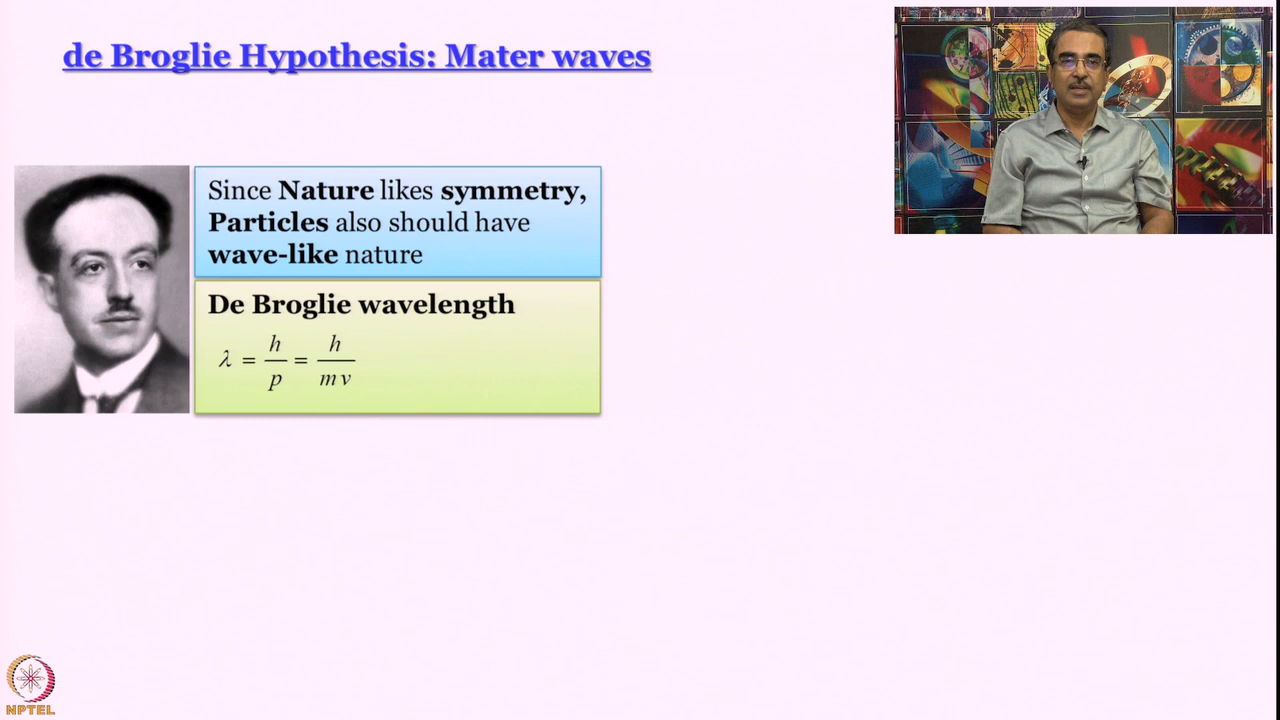 de Broglie Hypothesis: Mater waves
Since Nature likes symmetry,
Particles also should have
wave-like nature
De Broglie wavelength
λ = h/p = h/mv
NPTEL